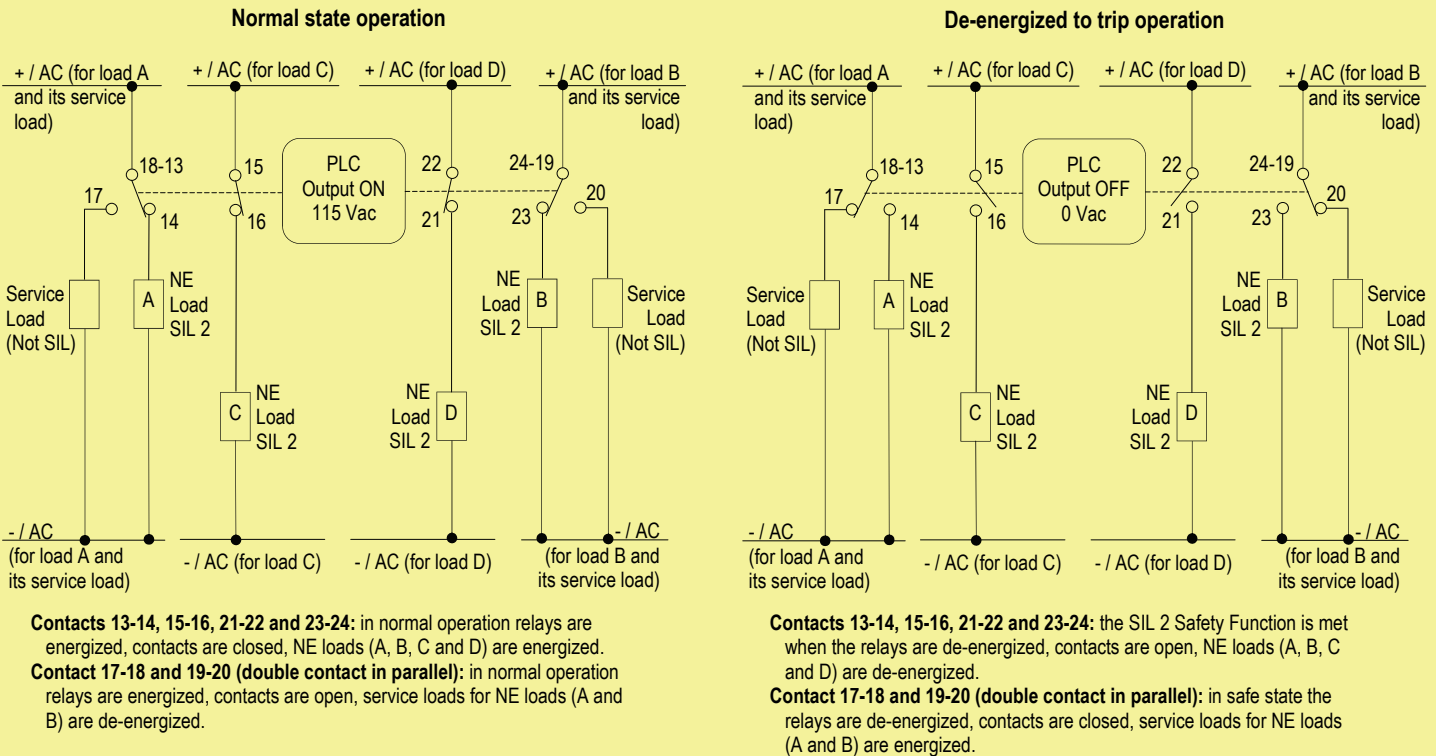 Normal state operation
+ / AC (for load A
and its service
load)
+ / AC (for load C)
+ / AC (for load D)
+ / AC (for load B
and its service
load)
18-13
17
14
15
16
PLC
Output ON
115 Vac
22
21
24-19
23
20
Service
Load
(Not SIL)
A
NE
Load
SIL 2
C
NE
Load
SIL 2
NE
Load
SIL 2
D
NE
Load
SIL 2
B
Service
Load
(Not SIL)
- / AC
(for load A and
its service load)
- / AC (for load C)
- / AC (for load D)
- / AC
(for load B and
its service load)
Contacts 13-14, 15-16, 21-22 and 23-24: in normal operation relays are
energized, contacts are closed, NE loads (A, B, C and D) are energized.
Contact 17-18 and 19-20 (double contact in parallel): in normal operation
relays are energized, contacts are open, service loads for NE loads (A and
B) are de-energized.
De-energized to trip operation
+ / AC (for load A
and its service
load)
+ / AC (for load C)
+ / AC (for load D)
+ / AC (for load B
and its service
load)
18-13
17
14
15
16
PLC
Output OFF
0 Vac
22
21
24-19
23
20
Service
Load
(Not SIL)
A
NE
Load
SIL 2
C
NE
Load
SIL 2
NE
Load
SIL 2
D
NE
Load
SIL 2
B
Service
Load
(Not SIL)
- / AC
(for load A and
its service load)
- / AC (for load C)
- / AC (for load D)
- / AC
(for load B and
its service load)
Contacts 13-14, 15-16, 21-22 and 23-24: the SIL 2 Safety Function is met
when the relays are de-energized, contacts are open, NE loads (A, B, C
and D) are de-energized.
Contact 17-18 and 19-20 (double contact in parallel): in safe state the
relays are de-energized, contacts are closed, service loads for NE loads
(A and B) are energized.